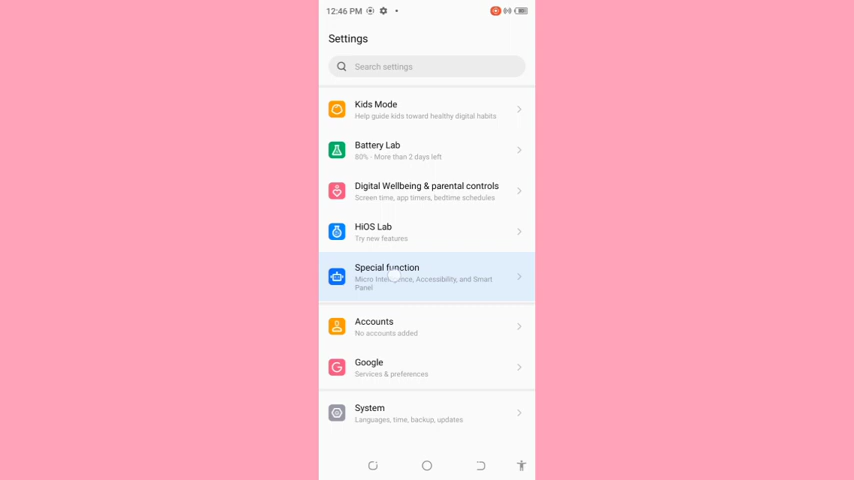 12:46 PM
Settings
Search settings
Kids Mode
Help guide kids toward healthy digital habits
Battery Lab
80% - More than 2 days left
Digital Wellbeing & parental controls
Screen time, app timers, bedtime schedules
HiOS Lab
Try new features
Special function
Micro Intelligence, Accessibility, and Smart
Panel
Accounts
No accounts added
Google
Services & preferences
System
Languages, time, backup, updates